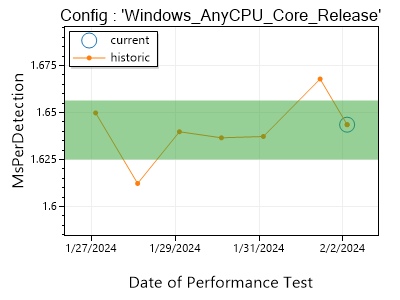 Config : 'Windows_AnyCPU_Core_Release'
current
historic
MsPerDetection
1.675
1.65
1.625
1.6
1/27/2024
1/29/2024
1/31/2024
2/2/2024
Date of Performance Test